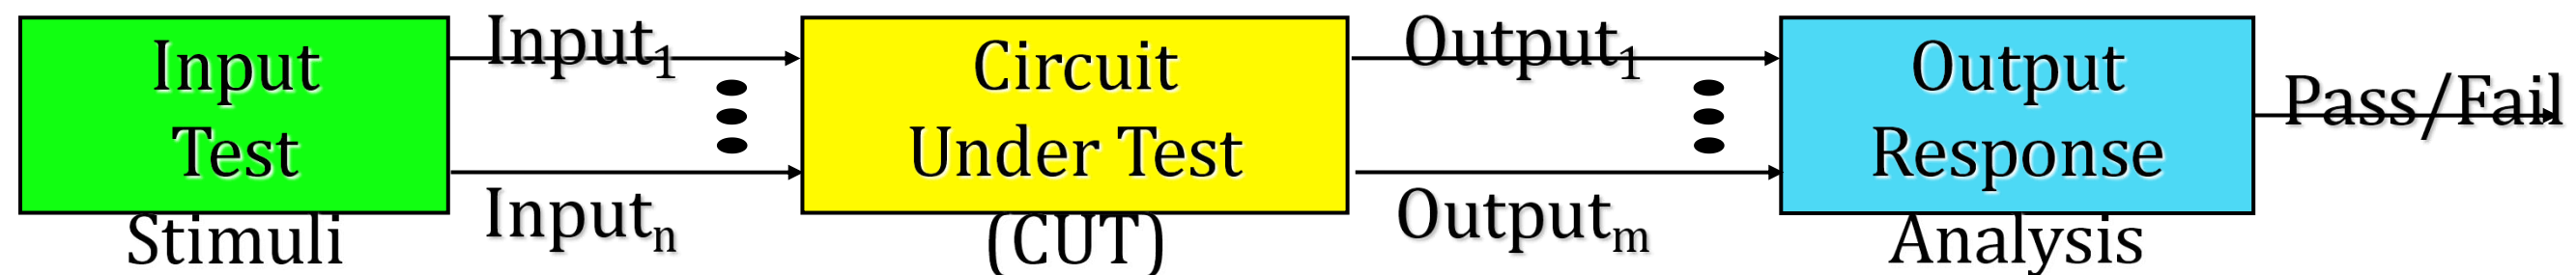 Input
Test
Stimuli
Input1
Inputn
Circuit
Under Test
(CUT)
Output1
Outputm
Output
Response
Analysis
Pass/Fail